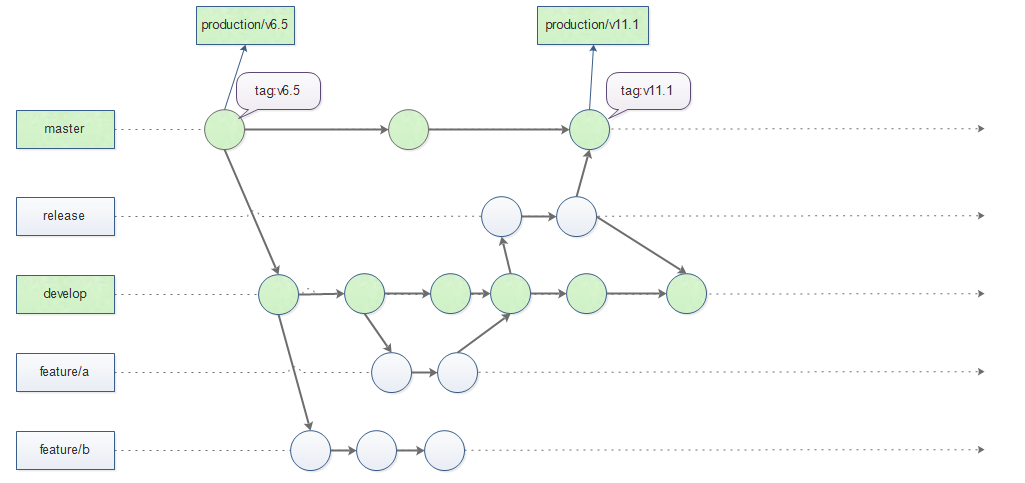 production/v6.5
production/v11.1
tag:v6.5
tag:v11.1
master
release
develop
feature/a
feature/b